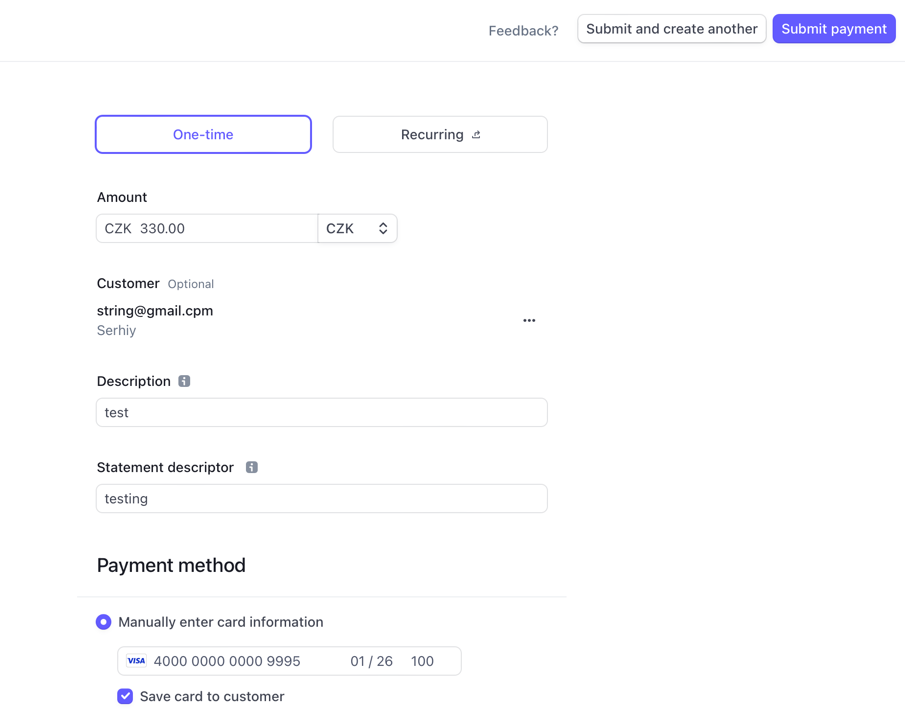 Feedback? Submit and create another Submit payment
One-time Recurring
Amount
CZK 330.00 CZK
Customer Optional
string@gmail.cpm
Serhiy
Description
test
Statement descriptor
testing
Payment method
Manually enter card information
VISA 4000 0000 0000 9995 01 / 26 100
Save card to customer